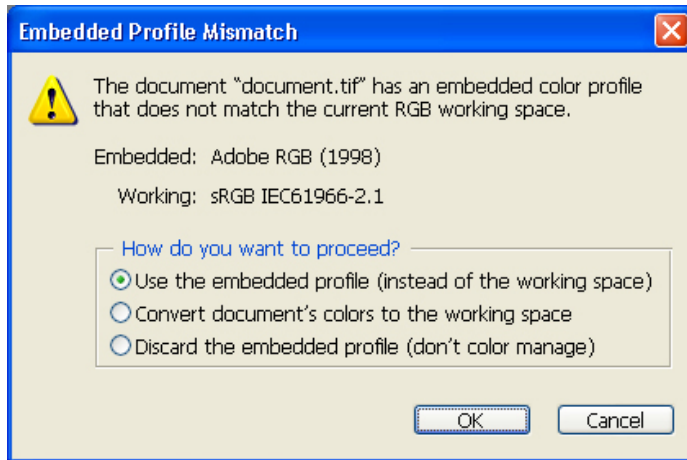 Embedded Profile Mismatch
The document “document.tif” has an embedded color profile
that does not match the current RGB working space.
Embedded: Adobe RGB (1998)
Working: sRGB IEC61966-2.1
How do you want to proceed?
Use the embedded profile (instead of the working space)
Convert document’s colors to the working space
Discard the embedded profile (don’t color manage)
OK Cancel